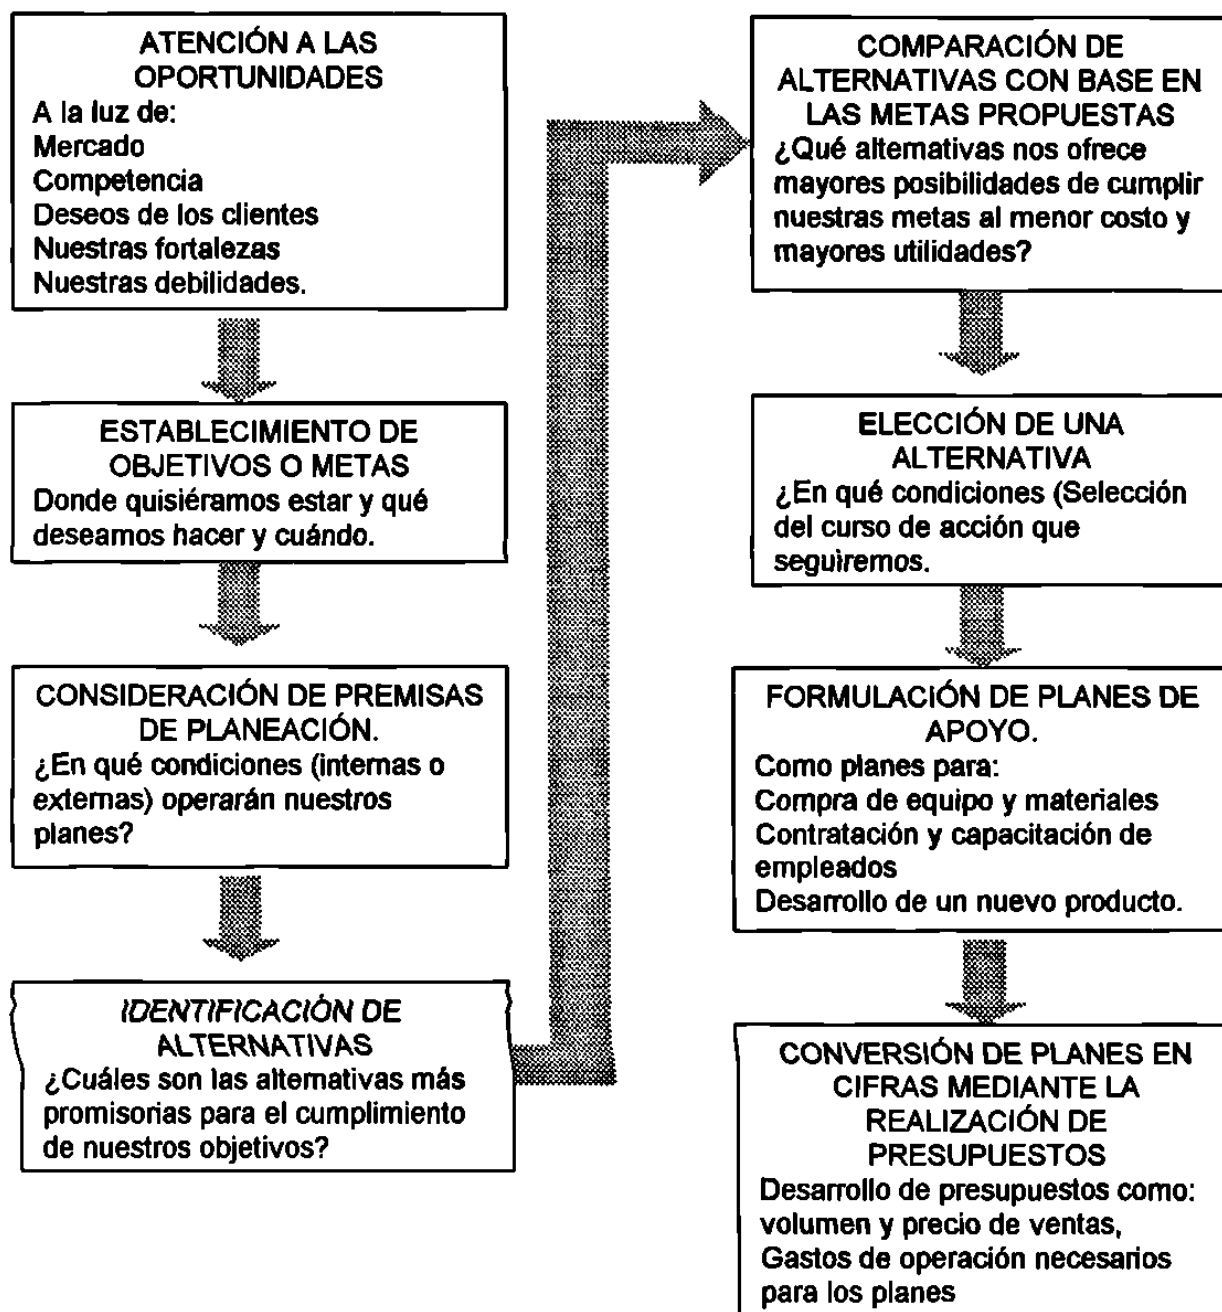 ATENCIÓN A LAS
OPORTUNIDADES
A la luz de:
Mercado
Competencia
Deseos de los clientes
Nuestras fortalezas
Nuestras debilidades.
ESTABLECIMIENTO DE
OBJETIVOS O METAS
Donde quisiéramos estar y qué
deseamos hacer y cuándo.
CONSIDERACIÓN DE PREMISAS
DE PLANEACIÓN.
¿En qué condiciones (internas o
externas) operarán nuestros
planes?
IDENTIFICACIÓN DE
ALTERNATIVAS
¿Cuáles son las alternativas más
promisorias para el cumplimiento
de nuestros objetivos?
COMPARACIÓN DE
ALTERNATIVAS CON BASE EN
LAS METAS PROPUESTAS
¿Qué alternativas nos ofrece
mayores posibilidades de cumplir
nuestras metas al menor costo y
mayores utilidades?
ELECCIÓN DE UNA
ALTERNATIVA
¿En qué condiciones (Selección
del curso de acción que
seguiremos.
FORMULACIÓN DE PLANES DE
APOYO.
Como planes para:
Compra de equipo y materiales
Contratación y capacitación de
empleados
Desarrollo de un nuevo producto.
CONVERSIÓN DE PLANES EN
CIFRAS MEDIANTE LA
REALIZACIÓN DE
PRESUPUESTOS
Desarrollo de presupuestos como:
volumen y precio de ventas,
Gastos de operación necesarios
para los planes